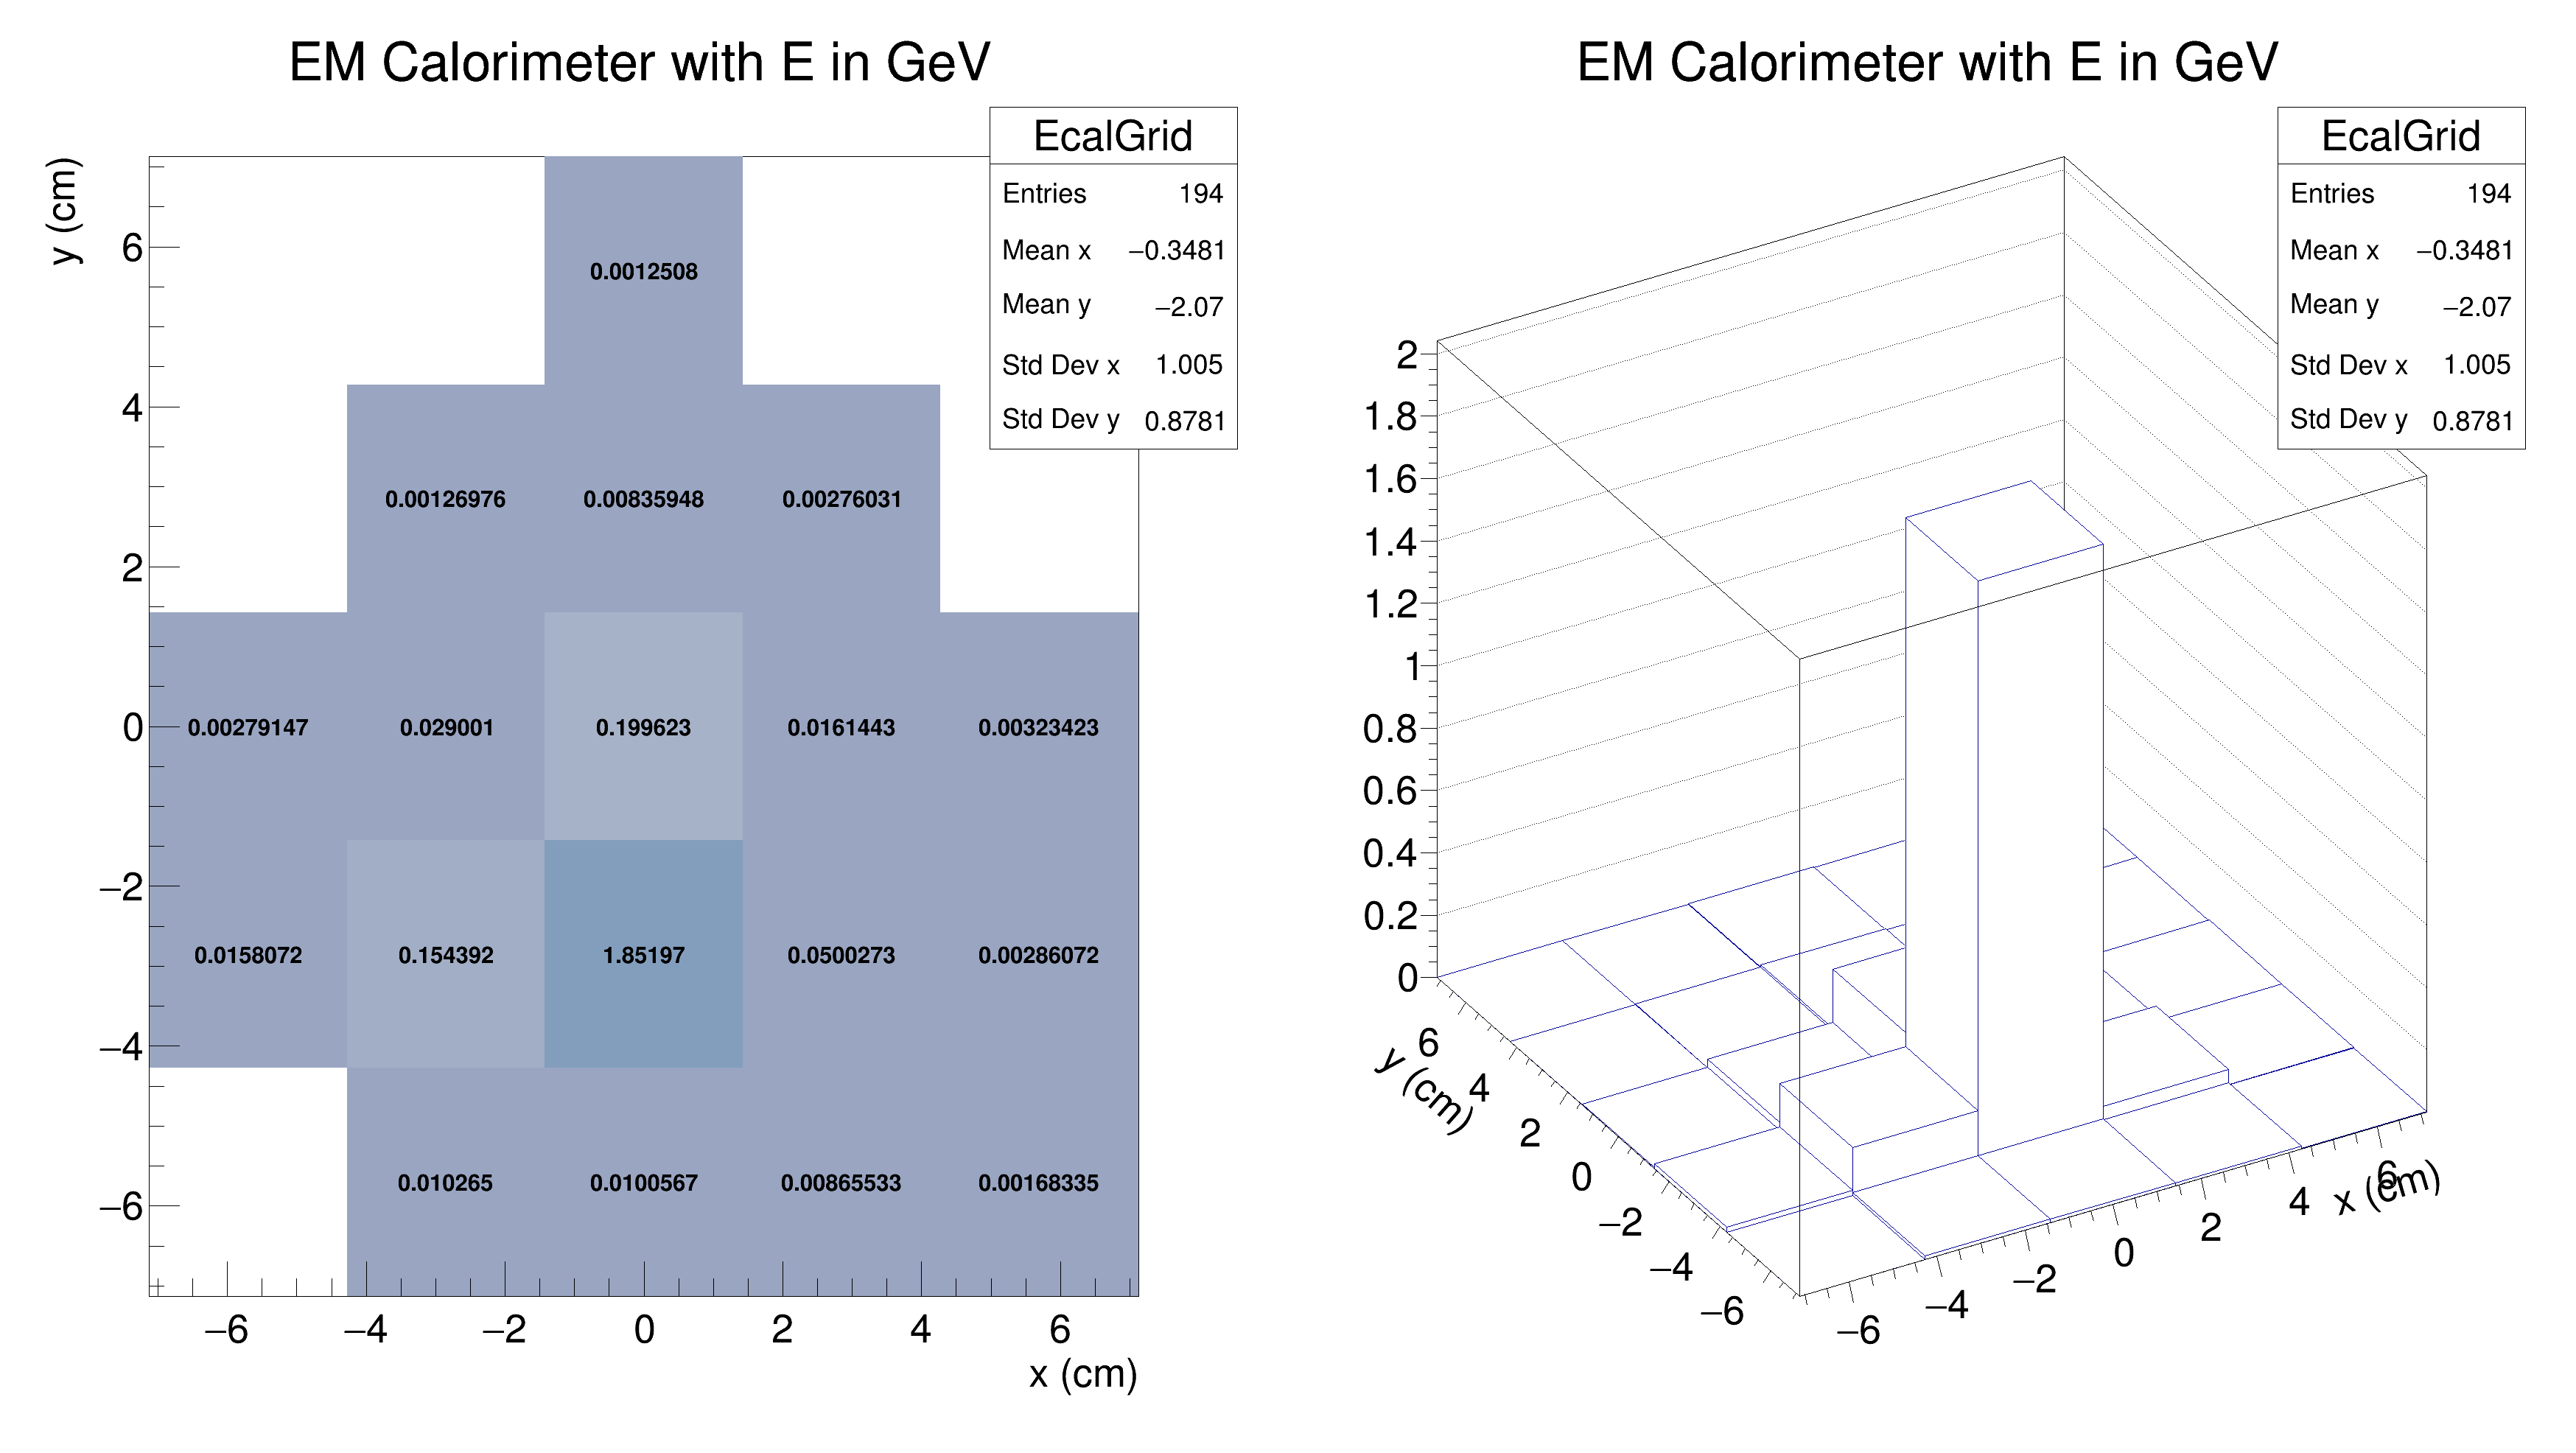 EM Calorimeter with E in GeV
EcalGrid
Entries 194
Mean x −0.3481
Mean y −2.07
Std Dev x 1.005
Std Dev y 0.8781
y (cm)
6
4
2
0
−2
−4
−6
0.0012508
0.00126976 0.00835948 0.00276031
0.00279147 0.029001 0.199623 0.0161443 0.00323423
0.0158072 0.154392 1.85197 0.0500273 0.00286072
0.010265 0.0100567 0.00865533 0.00168335
−6 −4 −2 0 2 4 6
x (cm)
EM Calorimeter with E in GeV
EcalGrid
Entries 194
Mean x −0.3481
Mean y −2.07
Std Dev x 1.005
Std Dev y 0.8781
2
1.8
1.6
1.4
1.2
1
0.8
0.6
0.4
0.2
0
y (cm)
6
4
2
0
−2
−4
−6
−6 −4 −2 0 2 4 6
x (cm)